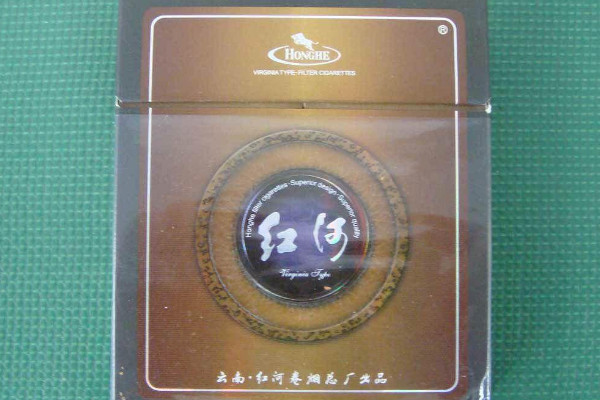 HONGHE
®
VIRGINIA TYPE·FILTER CIGARETTES
Honghe filter cigarettes·Superior design·Superior quality
红河
Virginia Type
云南·红河卷烟总厂出品